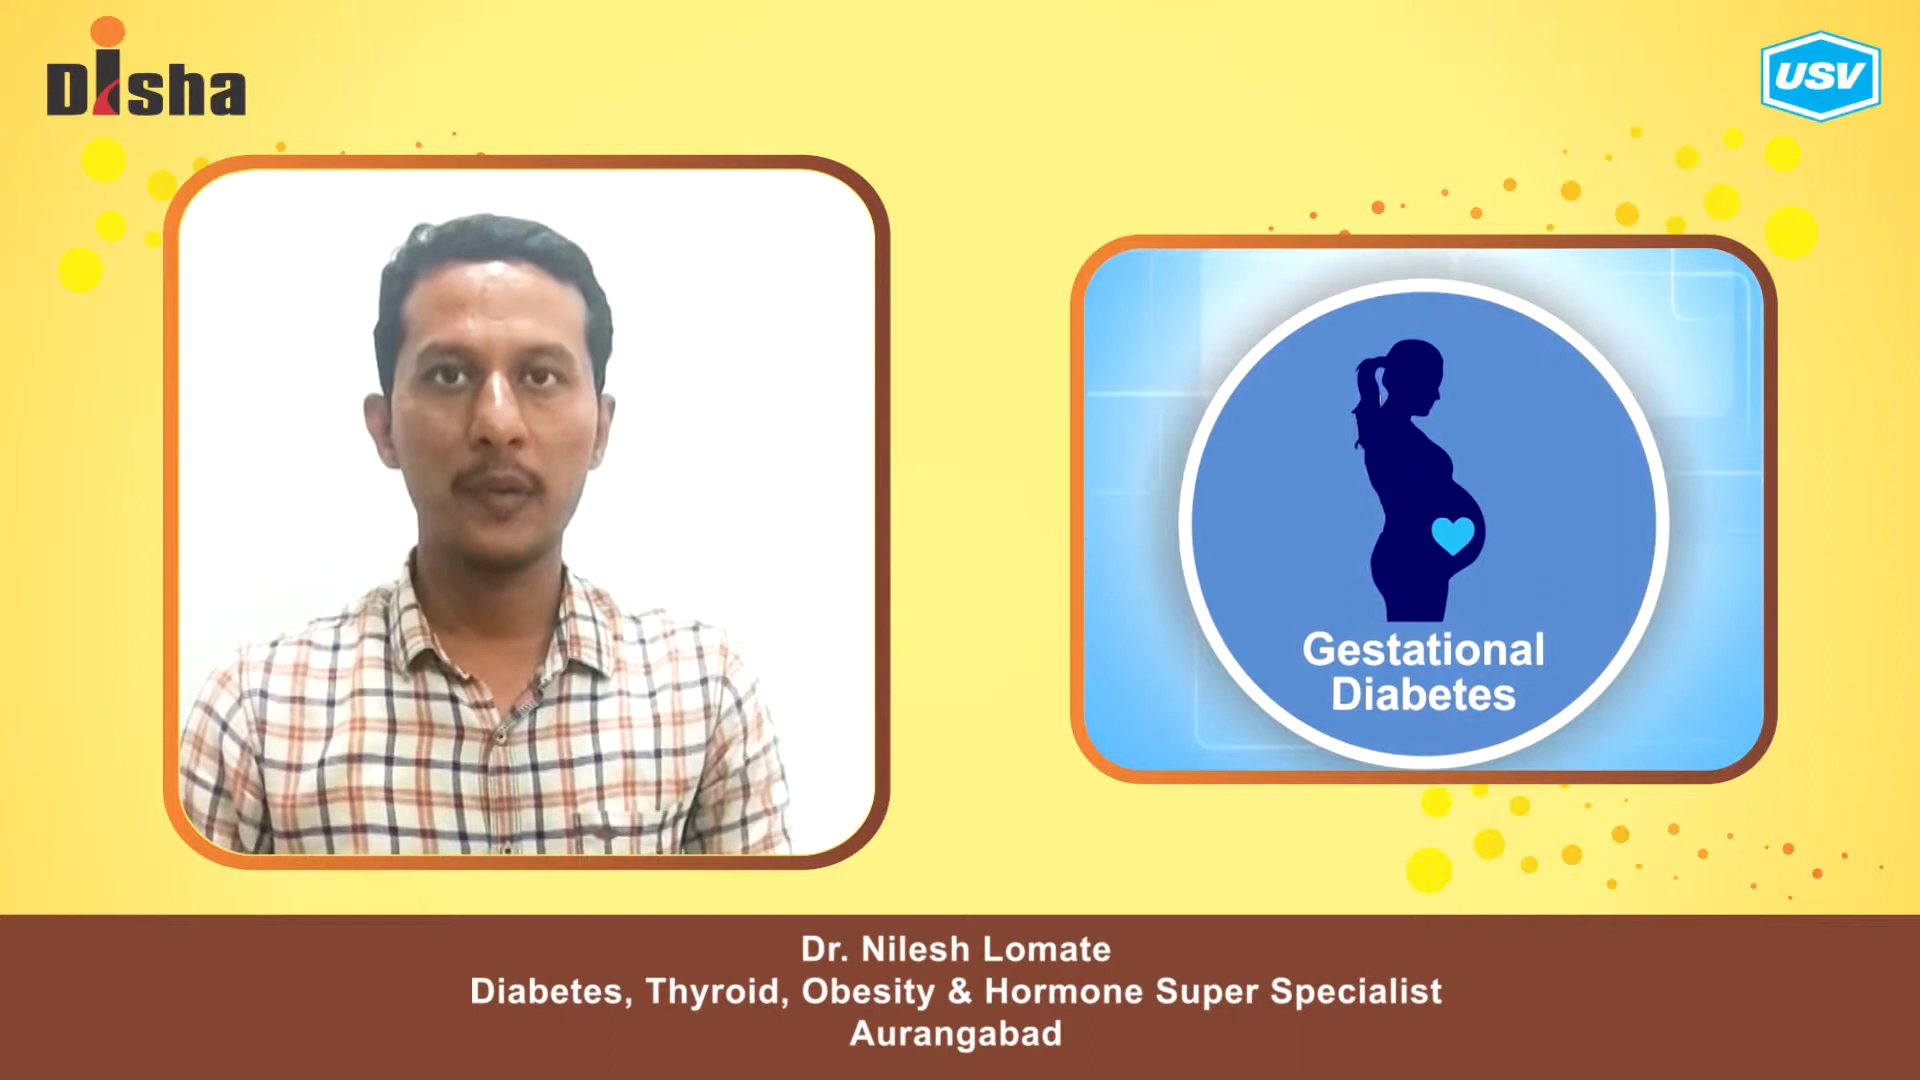 Disha
USV
Gestational
Diabetes
Dr. Nilesh Lomate
Diabetes, Thyroid, Obesity & Hormone Super Specialist
Aurangabad